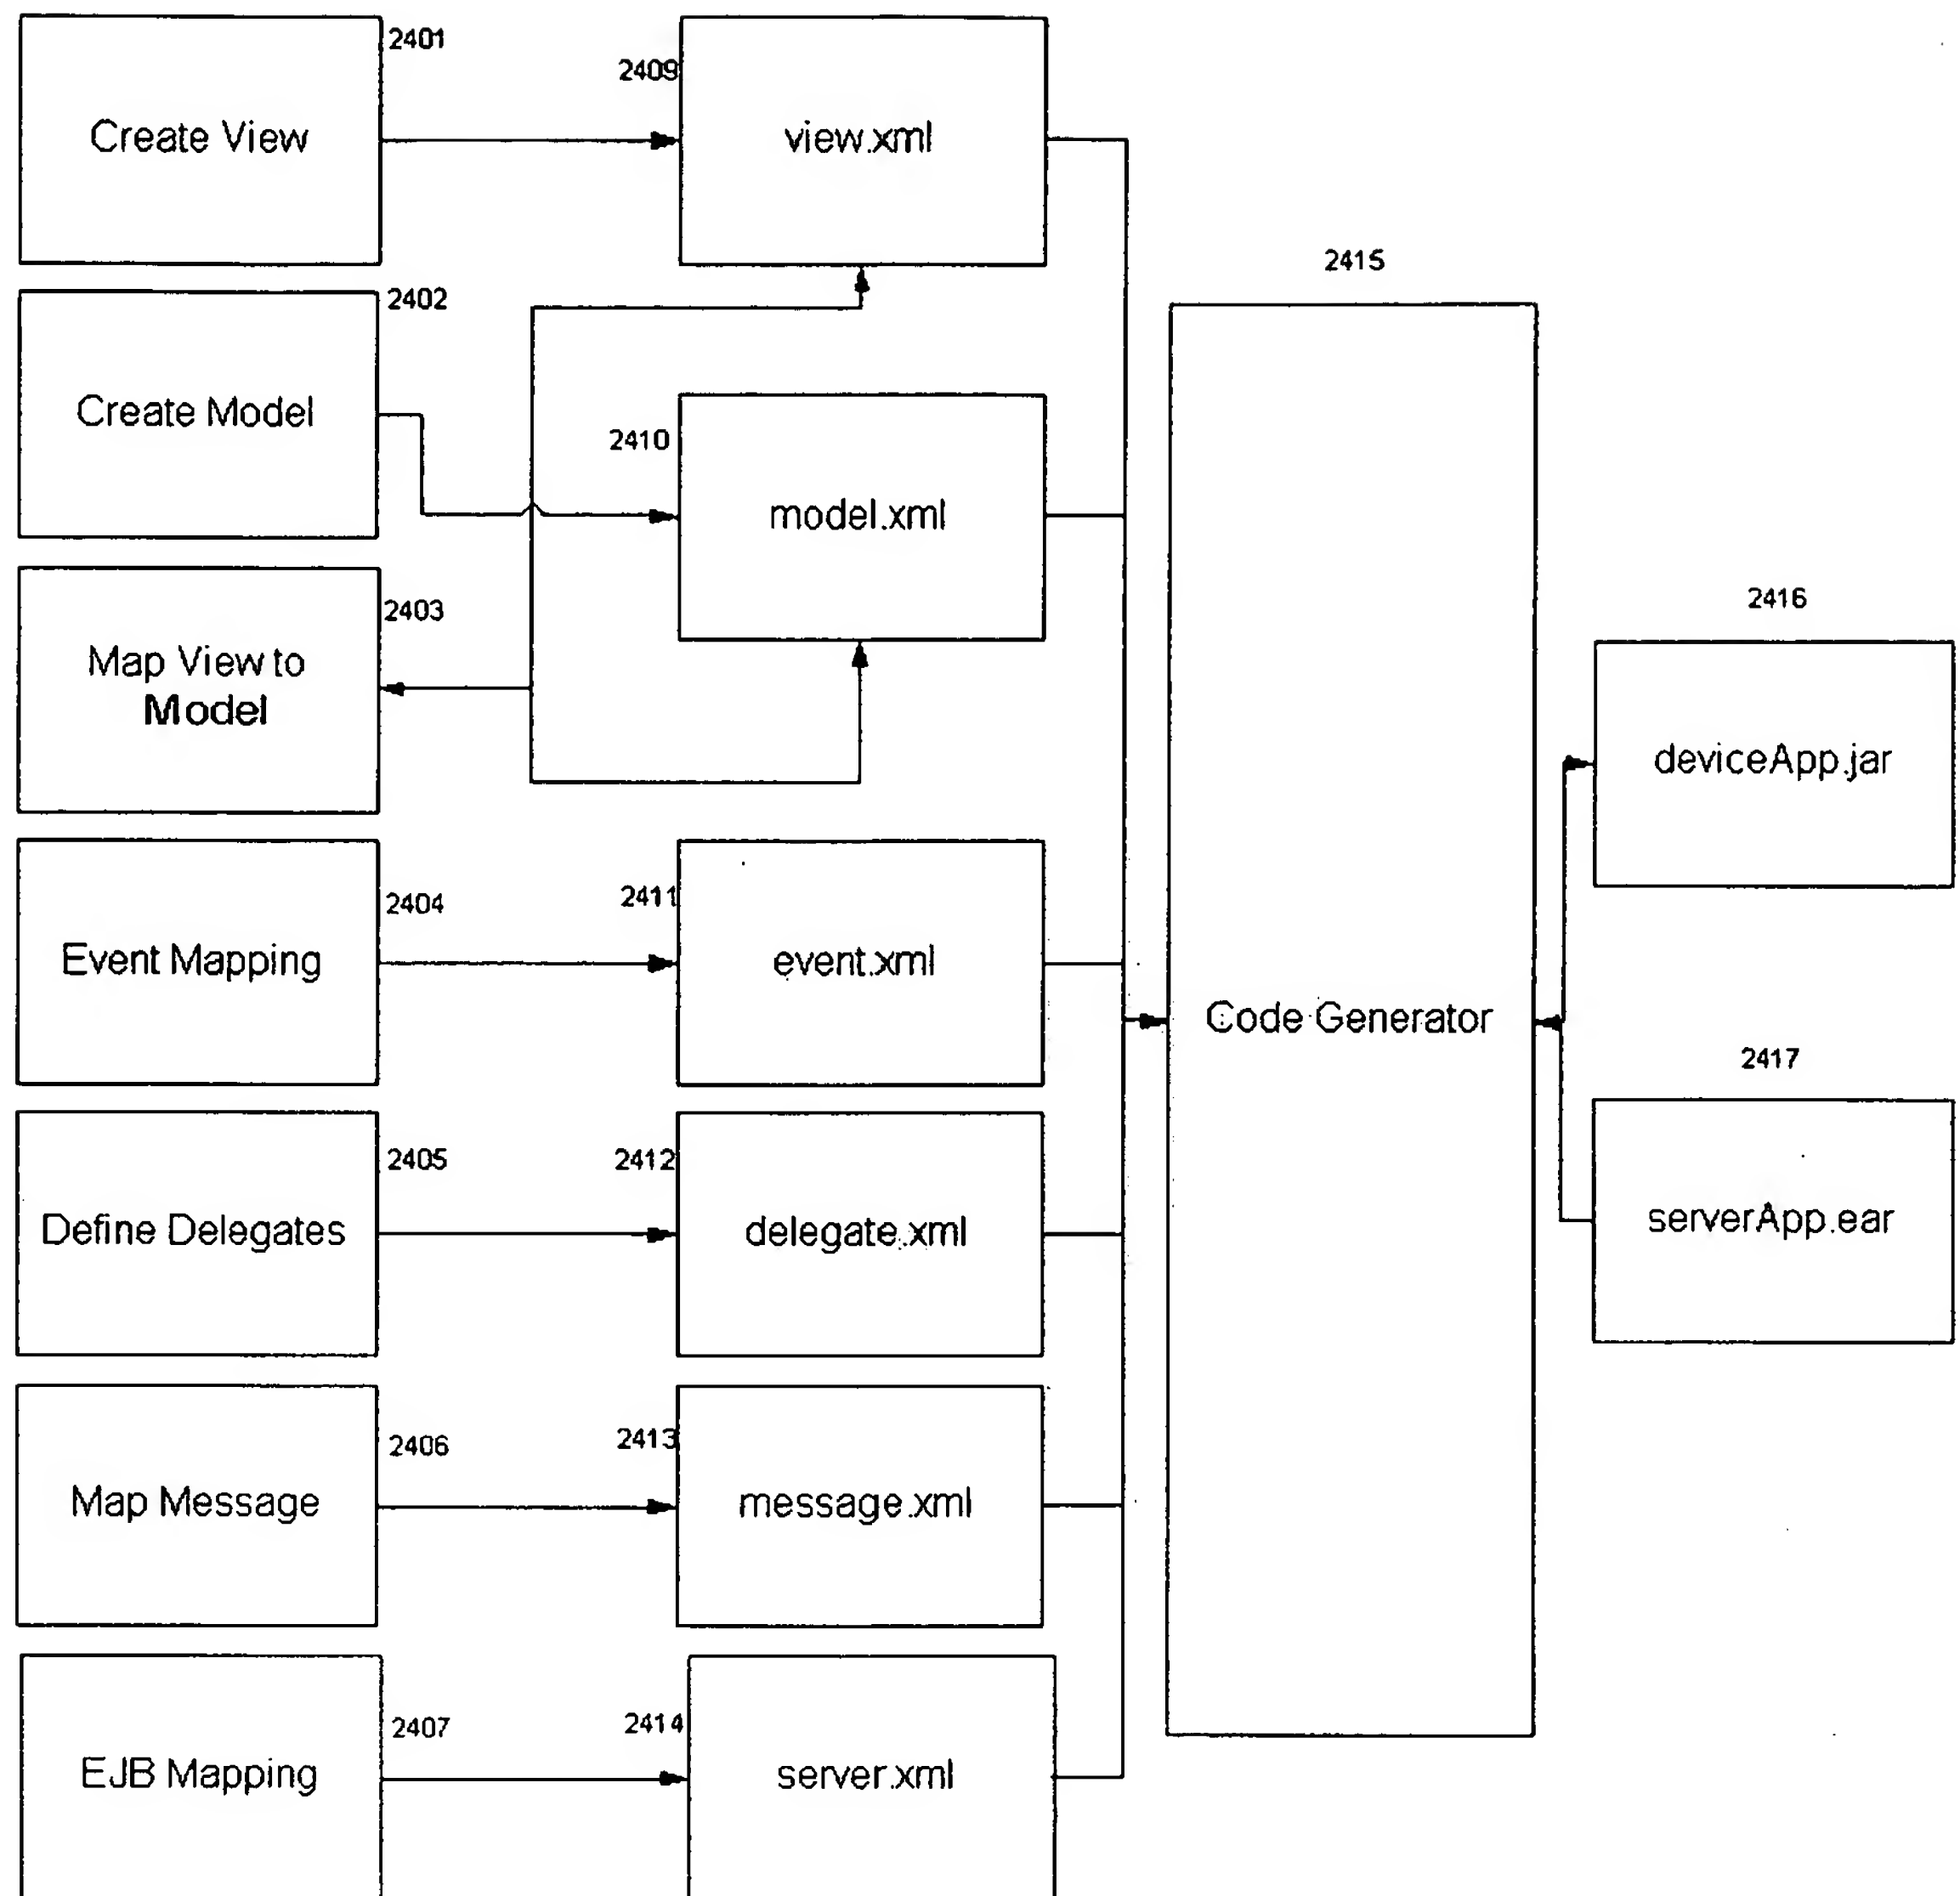 2401
Create View
2409
view.xml
2402
Create Model
2410
model.xml
2403
Map View to
Model
2404
Event Mapping
2411
event.xml
2405
Define Delegates
2412
delegate.xml
2406
Map Message
2413
message.xml
2407
EJB Mapping
2414
server.xml
2415
Code Generator
2416
deviceApp.jar
2417
serverApp.ear